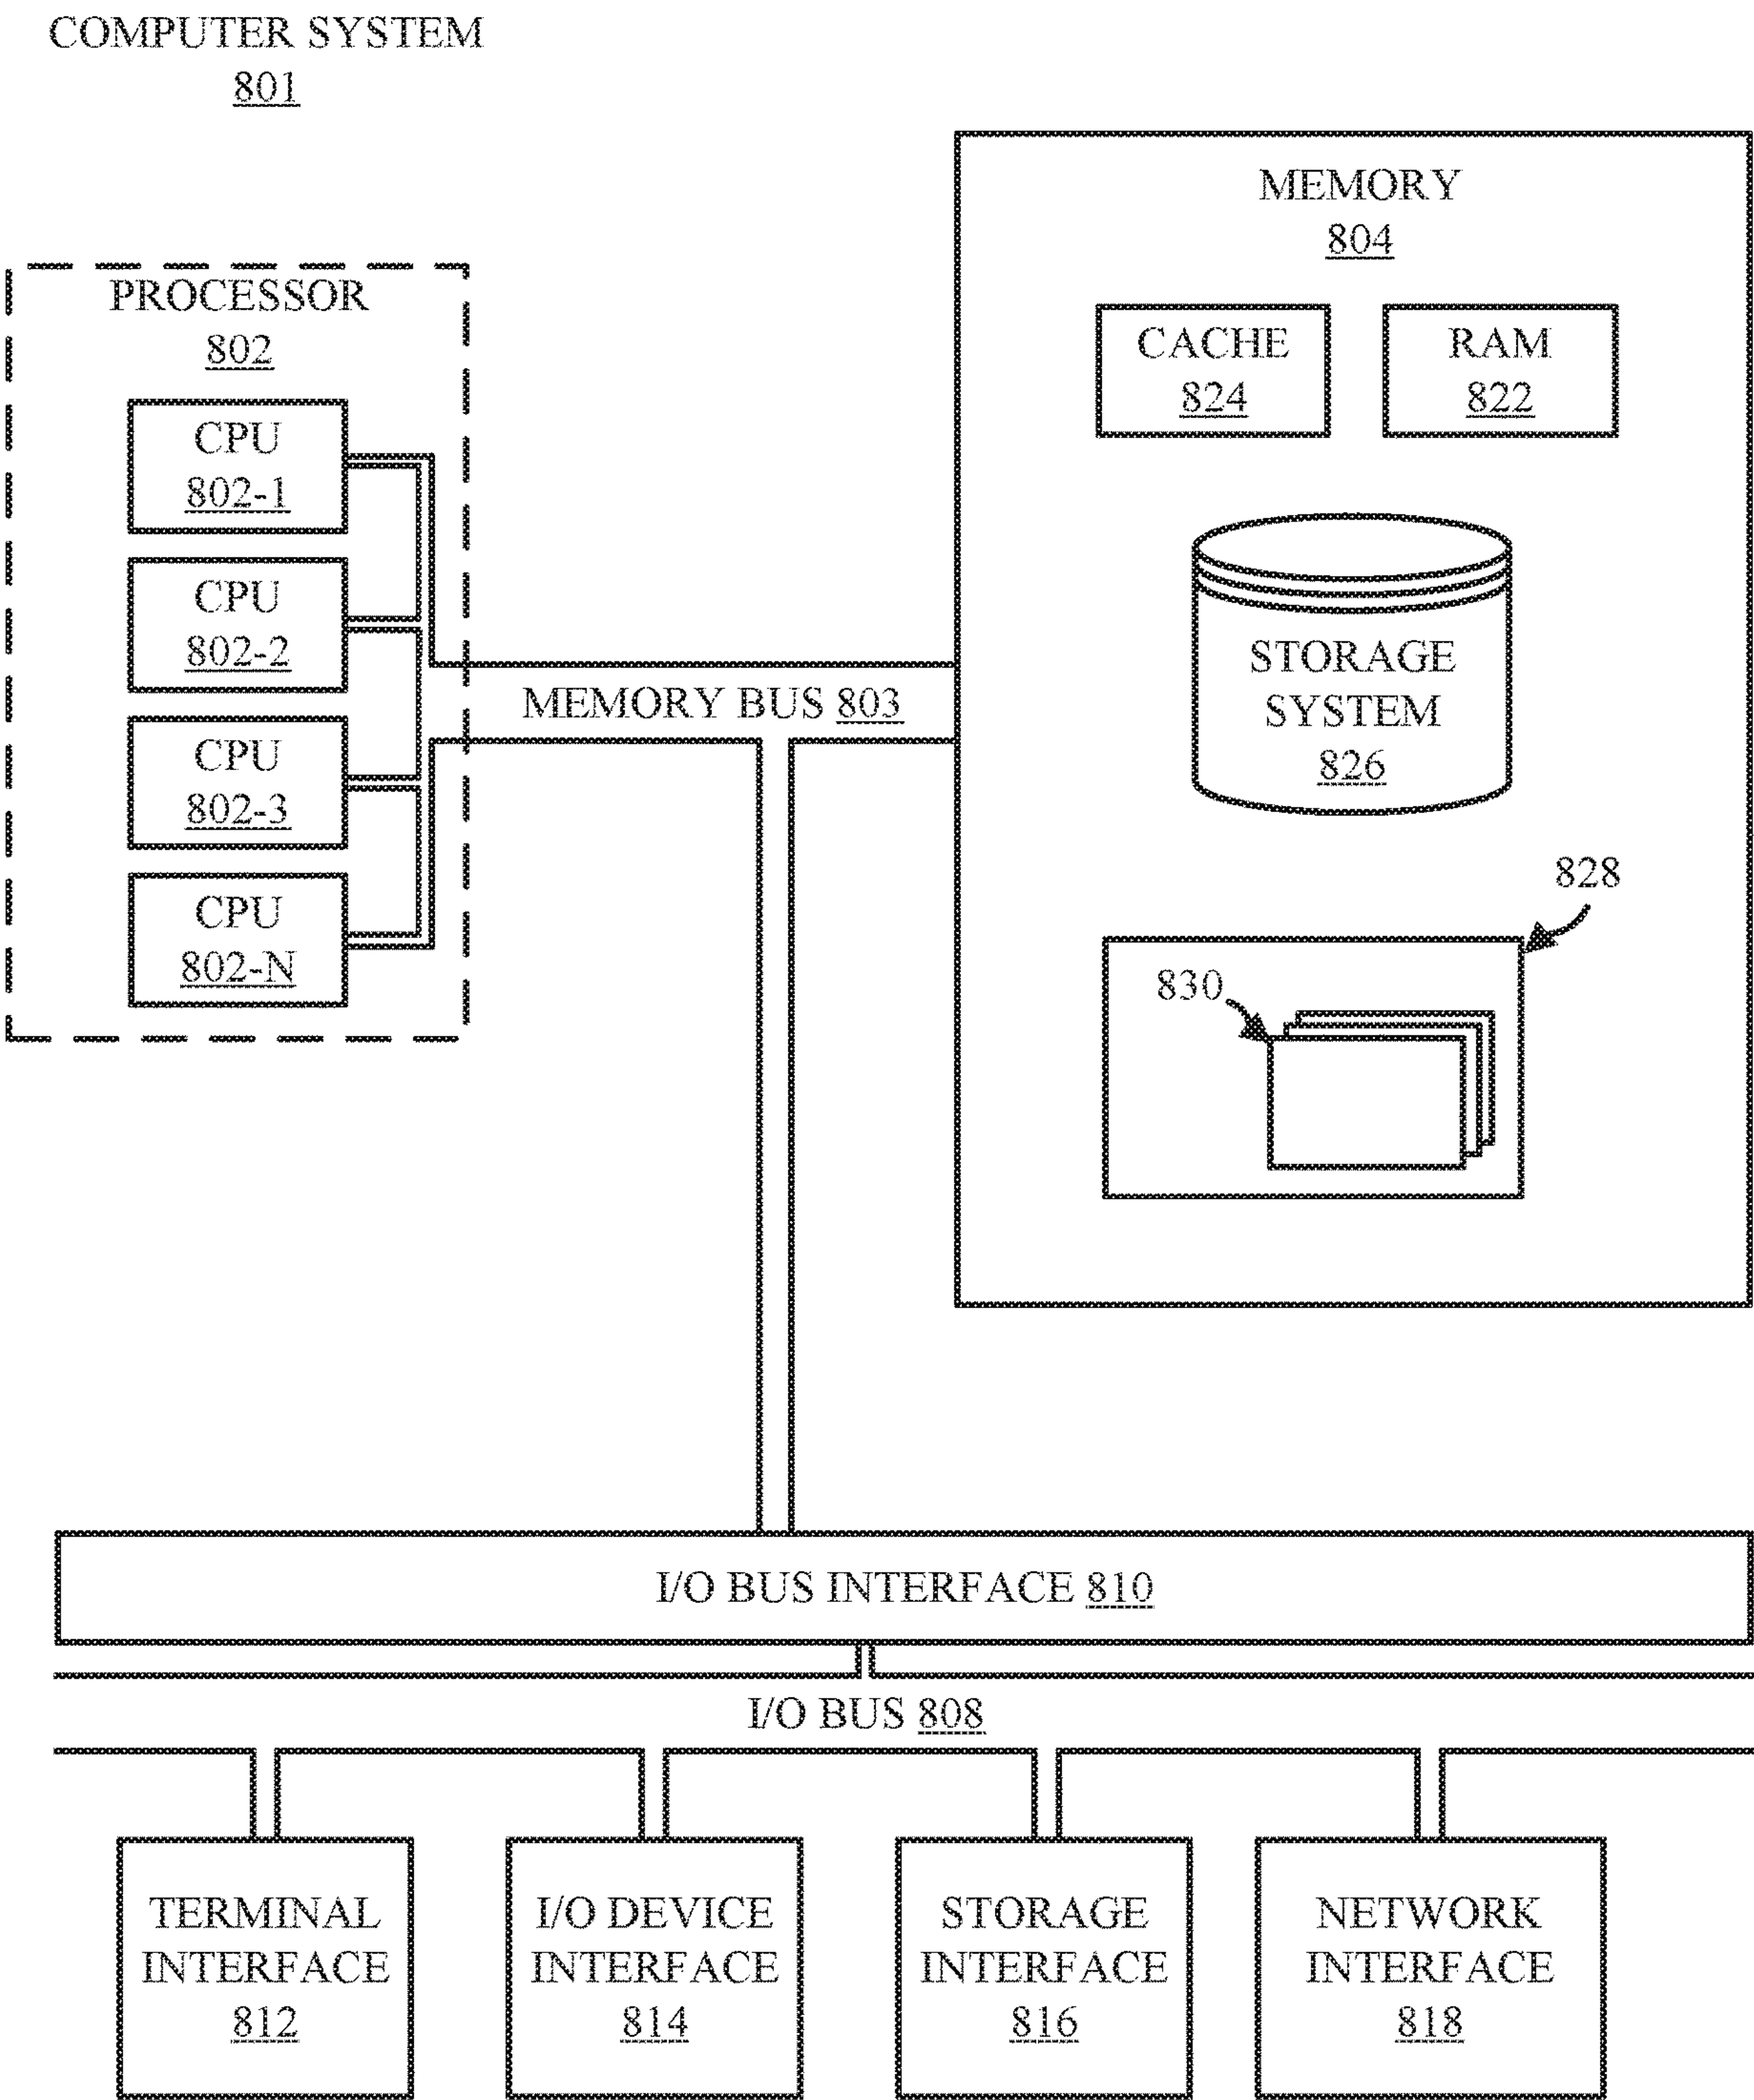 COMPUTER SYSTEM
801
MEMORY
804
PROCESSOR
802
CACHE
824
RAM
822
CPU
802-1
CPU
802-2
CPU
802-3
CPU
802-N
MEMORY BUS 803
STORAGE
SYSTEM
826
828
830
I/O BUS INTERFACE 810
I/O BUS 808
TERMINAL
INTERFACE
812
I/O DEVICE
INTERFACE
814
STORAGE
INTERFACE
816
NETWORK
INTERFACE
818